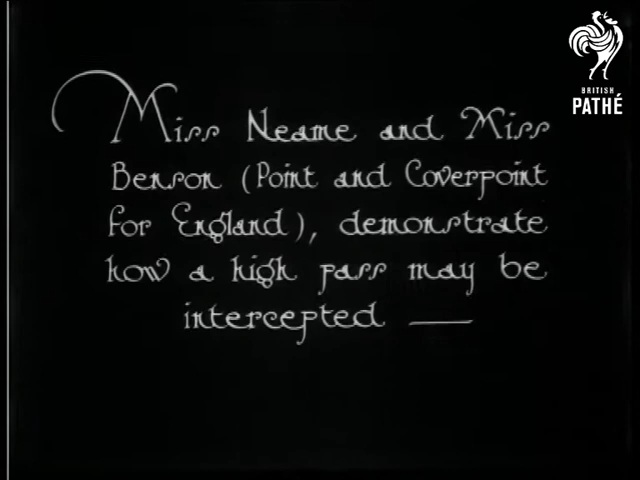 BRITISH
PATHÉ
Miss Neame and Miss
Benson (Point and Coverpoint
for England), demonstrate
how a high pass may be
intercepted —